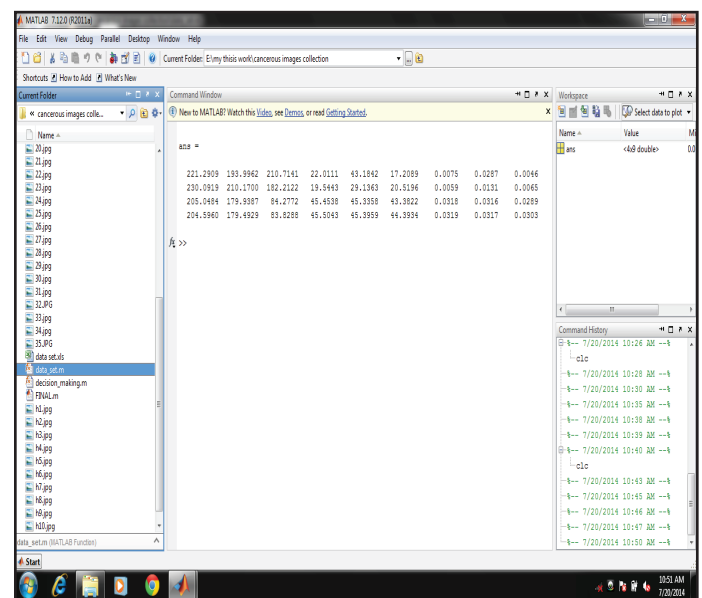 MATLAB 7.12.0 (R2011a)
File Edit View Debug Parallel Desktop Window Help
Current Folder: E:\my thisis work\cancerous images collection
Shortcuts How to Add What's New
Current Folder
« cancerous images colle...
Name
20.jpg
21.jpg
22.jpg
23.jpg
24.jpg
25.jpg
26.jpg
27.jpg
28.jpg
29.jpg
30.jpg
31.jpg
32.JPG
33.jpg
34.jpg
35.JPG
data set.xls
data_set.m
decision_making.m
FINAL.m
h1.jpg
h2.jpg
h3.jpg
h4.jpg
h5.jpg
h6.jpg
h7.jpg
h8.jpg
h9.jpg
h10.jpg
data_set.m (MATLAB Function)
Command Window
New to MATLAB? Watch this Video, see Demos, or read Getting Started.
ans =
221.2909 193.9962 210.7141 22.0111 43.1842 17.2089 0.0075 0.0287 0.0046
230.0919 210.1700 182.2122 19.5443 29.1363 20.5196 0.0059 0.0131 0.0065
205.0484 179.9387 84.2772 45.4538 45.3358 43.3822 0.0318 0.0316 0.0289
204.5960 179.4929 83.8288 45.5043 45.3959 44.3934 0.0319 0.0317 0.0303
fx >>
Workspace
Select data to plot
Name Value Mi
ans <4x9 double> 0.0
Command History
%-- 7/20/2014 10:26 AM --%
clc
%-- 7/20/2014 10:28 AM --%
%-- 7/20/2014 10:30 AM --%
%-- 7/20/2014 10:35 AM --%
%-- 7/20/2014 10:38 AM --%
%-- 7/20/2014 10:39 AM --%
%-- 7/20/2014 10:40 AM --%
clc
%-- 7/20/2014 10:43 AM --%
%-- 7/20/2014 10:45 AM --%
%-- 7/20/2014 10:46 AM --%
%-- 7/20/2014 10:47 AM --%
%-- 7/20/2014 10:50 AM --%
Start
10:51 AM
7/20/2014